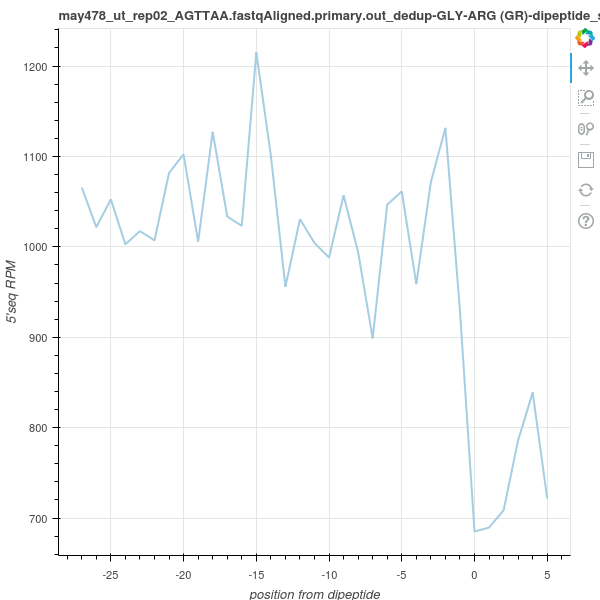 may478_ut_rep02_AGTTAA.fastqAligned.primary.out_dedup-GLY-ARG (GR)-dipeptide_s
1200
1100
1000
900
800
700
5'seq RPM
-25 -20 -15 -10 -5 0 5
position from dipeptide